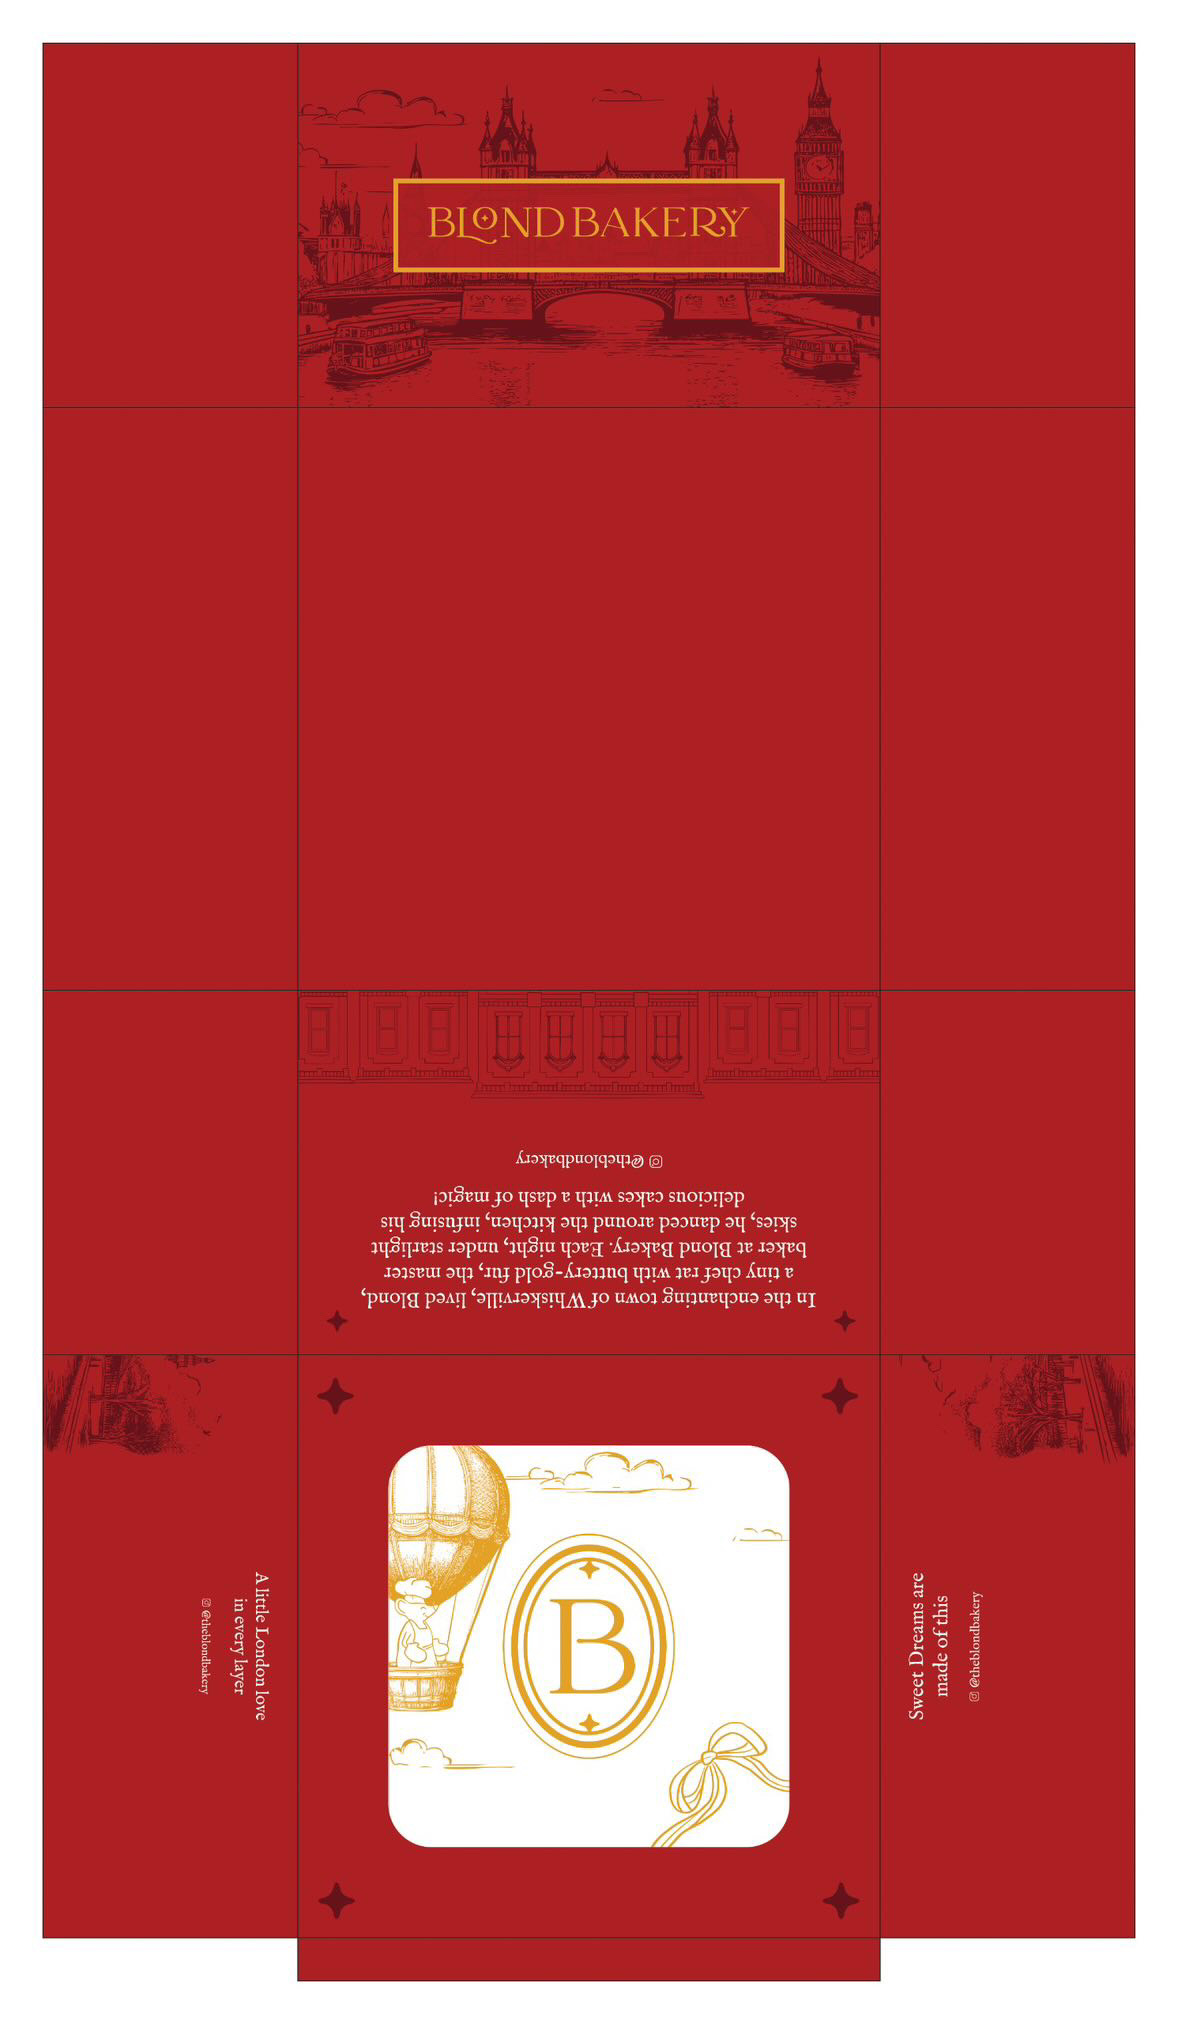 BLOND BAKERY
In the enchanting town of Whiskerville, lived Blond,
a tiny chef rat with buttery-gold fur, the master
baker at Blond Bakery. Each night, under starlight
skies, he danced around the kitchen, infusing his
delicious cakes with a dash of magic!
@theblondbakery
A little London love
in every layer
@theblondbakery
B
Sweet Dreams are
made of this
@theblondbakery